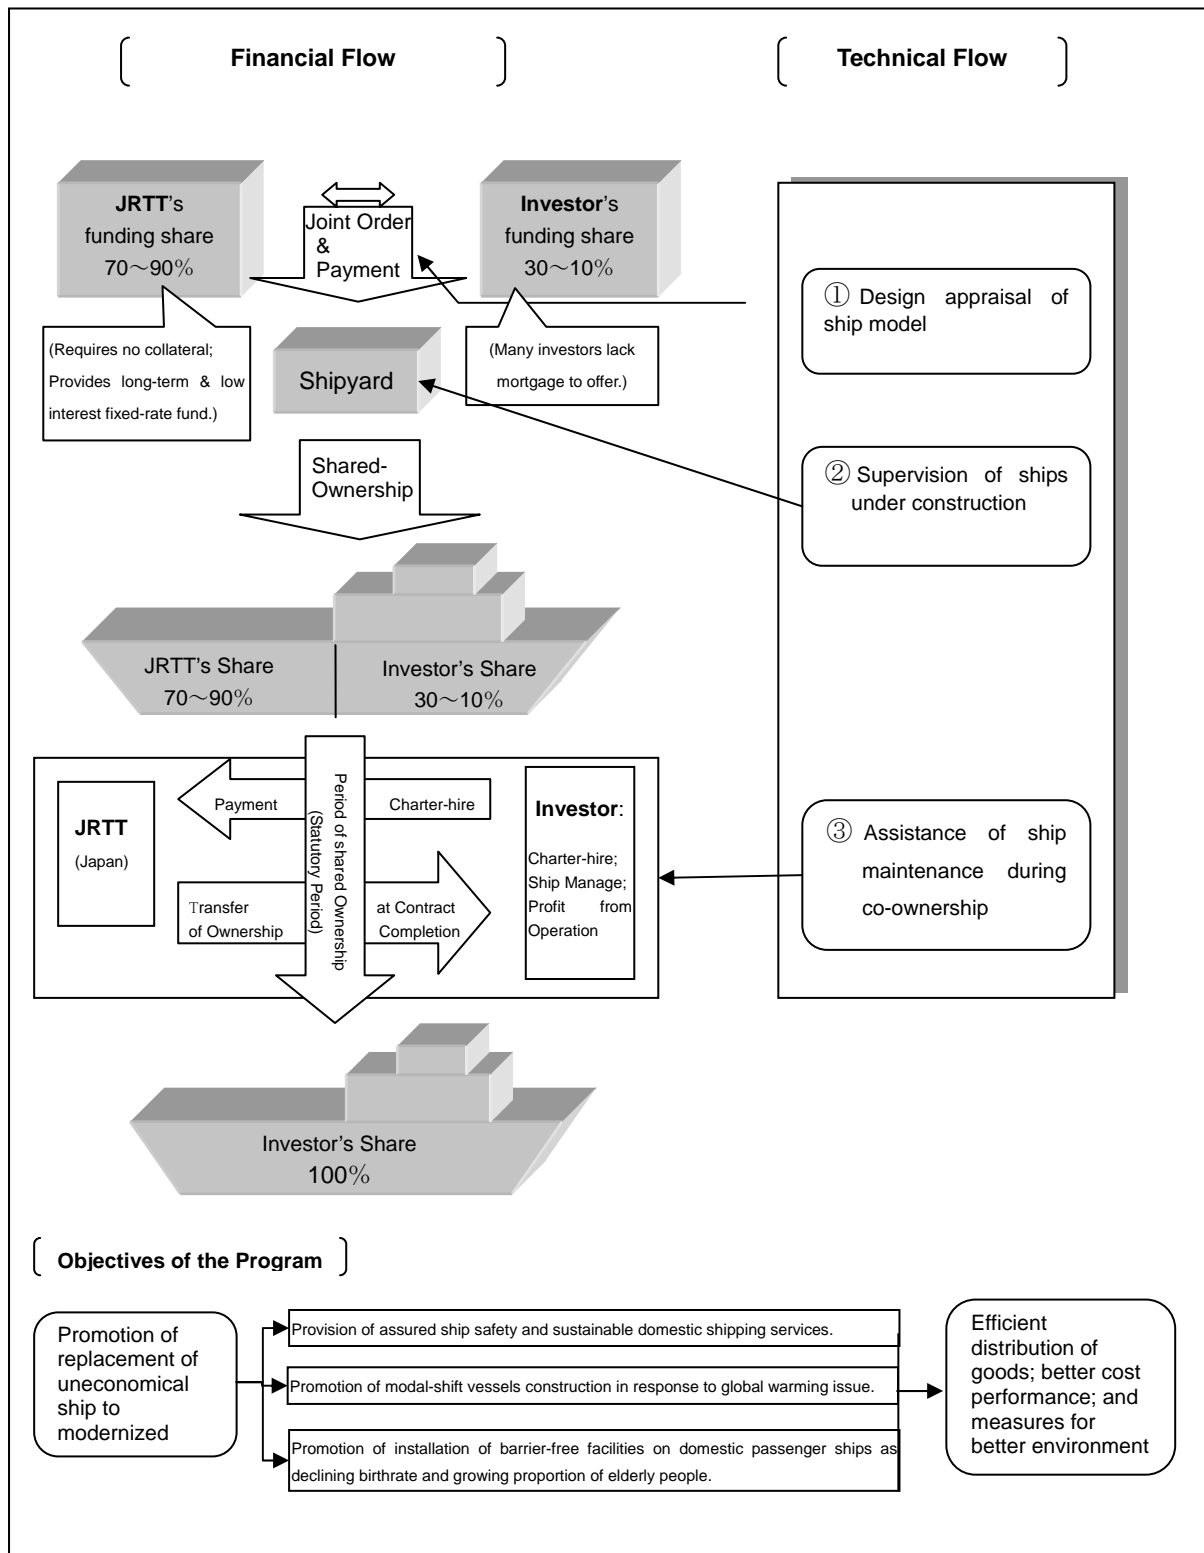 Financial Flow
Technical Flow
JRTT's
funding share
70～90%
Joint Order
&
Payment
Investor's
funding share
30～10%
① Design appraisal of
ship model
(Requires no collateral;
Provides long-term & low
interest fixed-rate fund.)
Shipyard
(Many investors lack
mortgage to offer.)
Shared-
Ownership
② Supervision of ships
under construction
JRTT's Share
70～90%
Investor's Share
30～10%
JRTT
(Japan)
Payment
Charter-hire
Transfer
of Ownership
at Contract
Completion
Period of shared Ownership
(Statutory Period)
Investor:
Charter-hire;
Ship Manage;
Profit from
Operation
③ Assistance of ship
maintenance during
co-ownership
Investor's Share
100%
Objectives of the Program
Promotion of
replacement of
uneconomical
ship to
modernized
Provision of assured ship safety and sustainable domestic shipping services.
Promotion of modal-shift vessels construction in response to global warming issue.
Promotion of installation of barrier-free facilities on domestic passenger ships as
declining birthrate and growing proportion of elderly people.
Efficient
distribution of
goods; better cost
performance; and
measures for
better environment